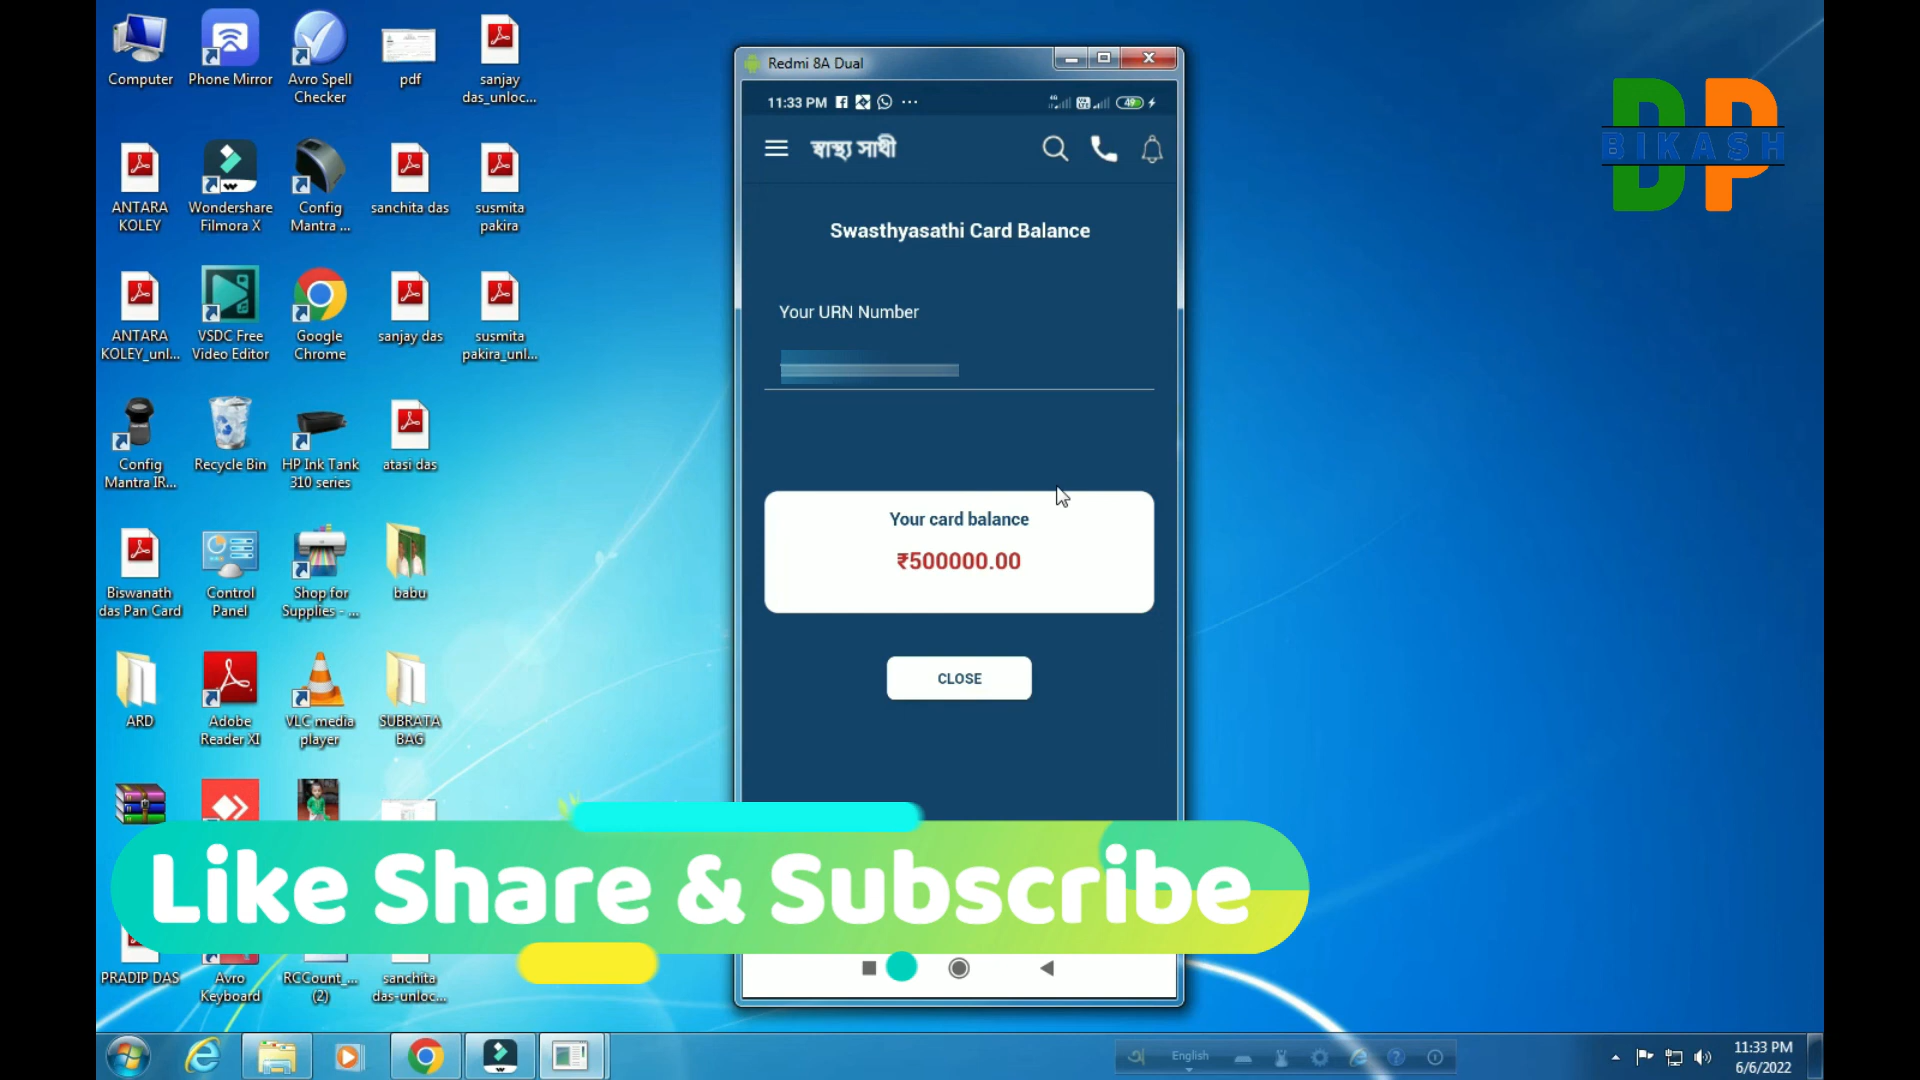 Computer
Phone Mirror
Avro Spell
Checker
pdf
sanjay
das_unloc...
ANTARA
KOLEY
Wondershare
Filmora X
Config
Mantra ...
sanchita das
susmita
pakira
ANTARA
KOLEY_unl...
VSDC Free
Video Editor
Google
Chrome
sanjay das
susmita
pakira_unl...
Config
Mantra IR...
Recycle Bin
HP Ink Tank
310 series
atasi das
Biswanath
das Pan Card
Control
Panel
Shop for
Supplies - ...
babu
ARD
Adobe
Reader XI
VLC media
player
SUBRATA
BAG
PRADIP DAS
Avro
Keyboard
RCCount_...
(2)
sanchita
das-unloc...
Redmi 8A Dual
11:33 PM
49
স্বাস্থ্য সাথী
Swasthyasathi Card Balance
Your URN Number
Your card balance
₹500000.00
CLOSE
DP
BIKASH
Like Share & Subscribe
English
11:33 PM
6/6/2022